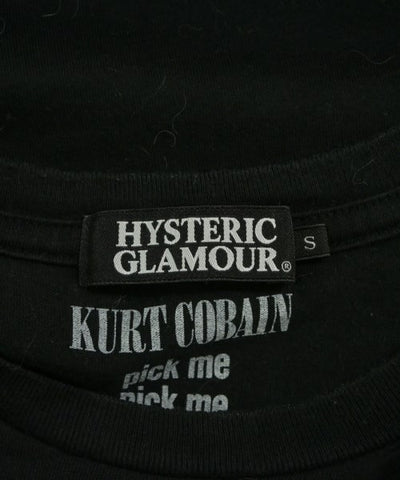 HYSTERIC
GLAMOUR®
S
KURT COBAIN
pick me
pick me